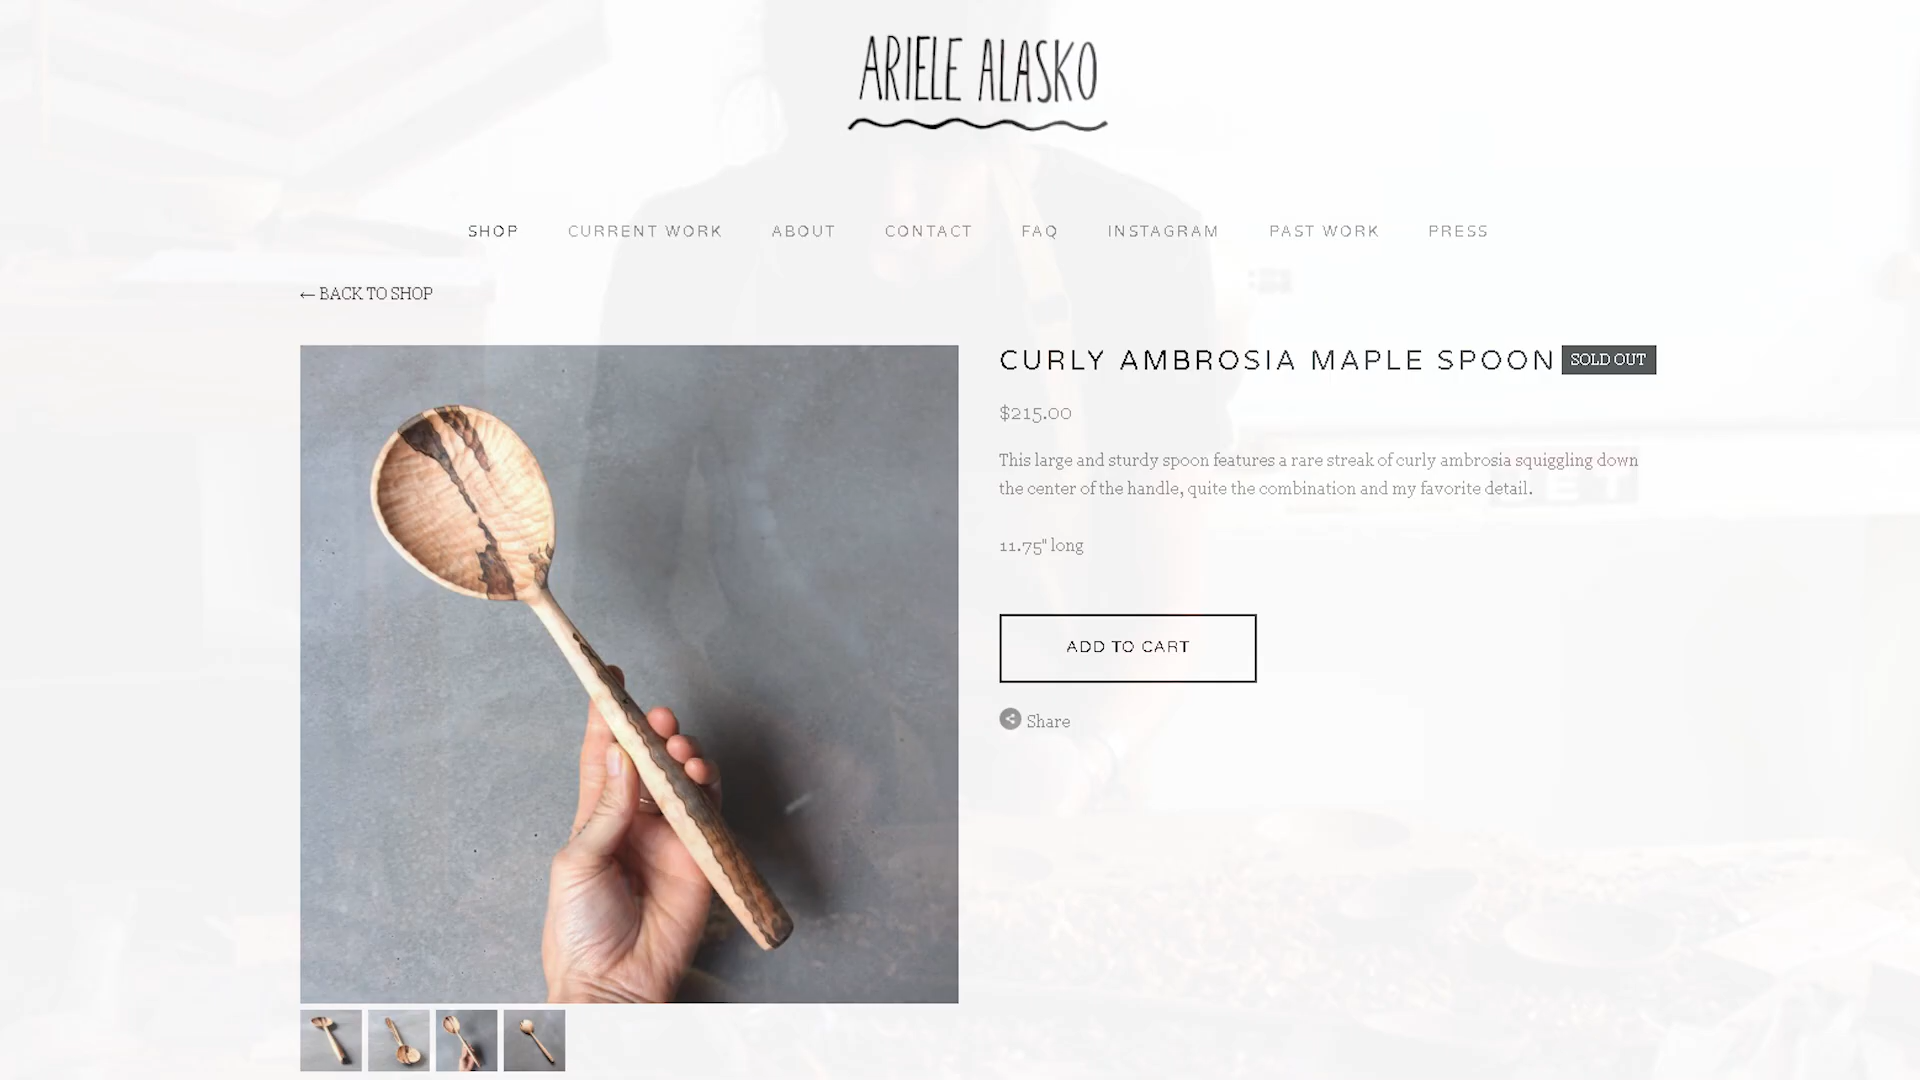 ARIELE ALASKO
SHOP CURRENT WORK ABOUT CONTACT FAQ INSTAGRAM PAST WORK PRESS
← BACK TO SHOP
CURLY AMBROSIA MAPLE SPOON SOLD OUT
$215.00
This large and sturdy spoon features a rare streak of curly ambrosia squiggling down
the center of the handle, quite the combination and my favorite detail.
11.75" long
ADD TO CART
Share